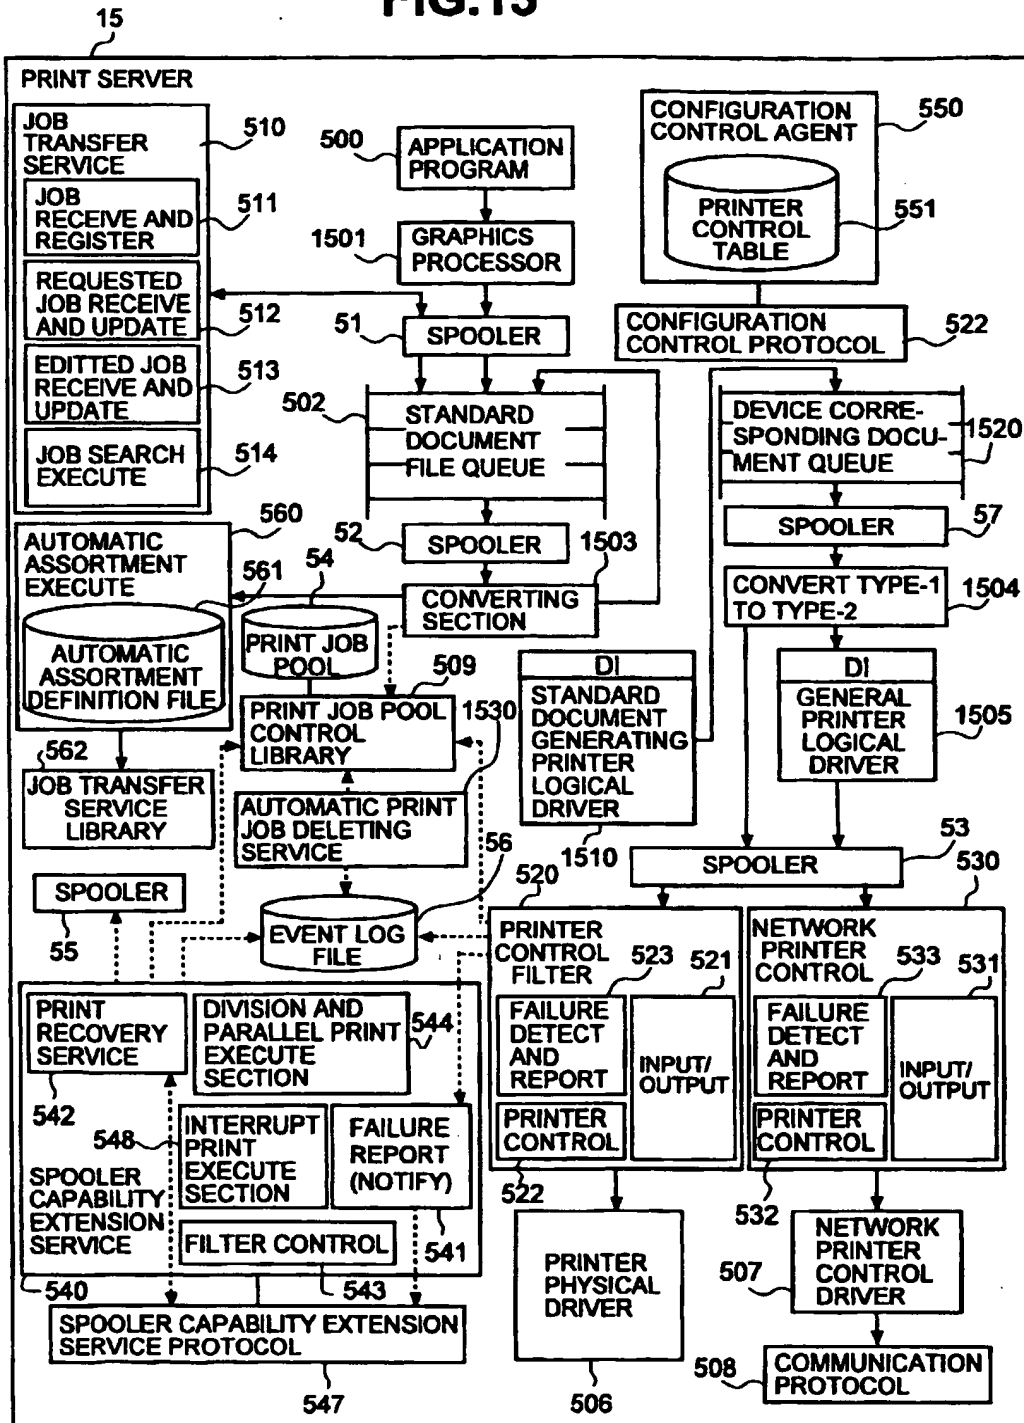 FIG.15
15
PRINT SERVER
JOB
TRANSFER
SERVICE
510
JOB
RECEIVE AND
REGISTER
511
REQUESTED
JOB RECEIVE
AND UPDATE
512
EDITTED JOB
RECEIVE AND
UPDATE
513
JOB SEARCH
EXECUTE
514
500
APPLICATION
PROGRAM
1501
GRAPHICS
PROCESSOR
51
SPOOLER
502
STANDARD
DOCUMENT
FILE QUEUE
52
SPOOLER
1503
CONVERTING
SECTION
CONFIGURATION
CONTROL AGENT
550
PRINTER
CONTROL
TABLE
551
CONFIGURATION
CONTROL PROTOCOL
522
DEVICE CORRE-
SPONDING DOCU-
MENT QUEUE
1520
SPOOLER
57
CONVERT TYPE-1
TO TYPE-2
1504
DI
GENERAL
PRINTER
LOGICAL
DRIVER
1505
560
AUTOMATIC
ASSORTMENT
EXECUTE
561
AUTOMATIC
ASSORTMENT
DEFINITION FILE
54
PRINT JOB
POOL
509
PRINT JOB POOL
CONTROL
LIBRARY
1530
562
JOB TRANSFER
SERVICE
LIBRARY
AUTOMATIC PRINT
JOB DELETING
SERVICE
DI
STANDARD
DOCUMENT
GENERATING
PRINTER
LOGICAL
DRIVER
1510
SPOOLER
53
SPOOLER
55
56
EVENT LOG
FILE
520
PRINTER
CONTROL
FILTER
523
521
FAILURE
DETECT
AND
REPORT
INPUT/
OUTPUT
PRINTER
CONTROL
522
530
NETWORK
PRINTER
CONTROL
533
531
FAILURE
DETECT
AND
REPORT
INPUT/
OUTPUT
PRINTER
CONTROL
532
PRINT
RECOVERY
SERVICE
542
DIVISION AND
PARALLEL PRINT
EXECUTE
SECTION
544
548
INTERRUPT
PRINT
EXECUTE
SECTION
FAILURE
REPORT
(NOTIFY)
541
SPOOLER
CAPABILITY
EXTENSION
SERVICE
FILTER CONTROL
543
540
SPOOLER CAPABILITY EXTENSION
SERVICE PROTOCOL
547
PRINTER
PHYSICAL
DRIVER
506
507
NETWORK
PRINTER
CONTROL
DRIVER
508
COMMUNICATION
PROTOCOL